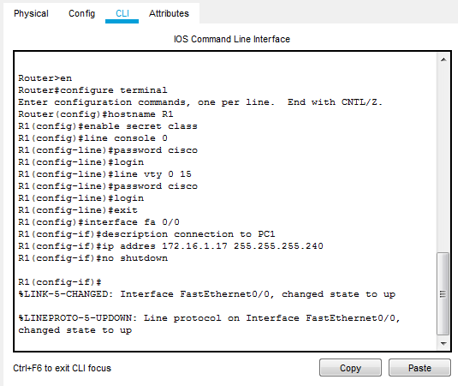 Physical Config CLI Attributes
IOS Command Line Interface
Router>en
Router#configure terminal
Enter configuration commands, one per line.  End with CNTL/Z.
Router(config)#hostname R1
R1(config)#enable secret class
R1(config)#line console 0
R1(config-line)#password cisco
R1(config-line)#login
R1(config-line)#line vty 0 15
R1(config-line)#password cisco
R1(config-line)#login
R1(config-line)#exit
R1(config)#interface fa 0/0
R1(config-if)#description connection to PC1
R1(config-if)#ip addres 172.16.1.17 255.255.255.240
R1(config-if)#no shutdown
R1(config-if)#
%LINK-5-CHANGED: Interface FastEthernet0/0, changed state to up
%LINEPROTO-5-UPDOWN: Line protocol on Interface FastEthernet0/0,
changed state to up
Ctrl+F6 to exit CLI focus Copy Paste